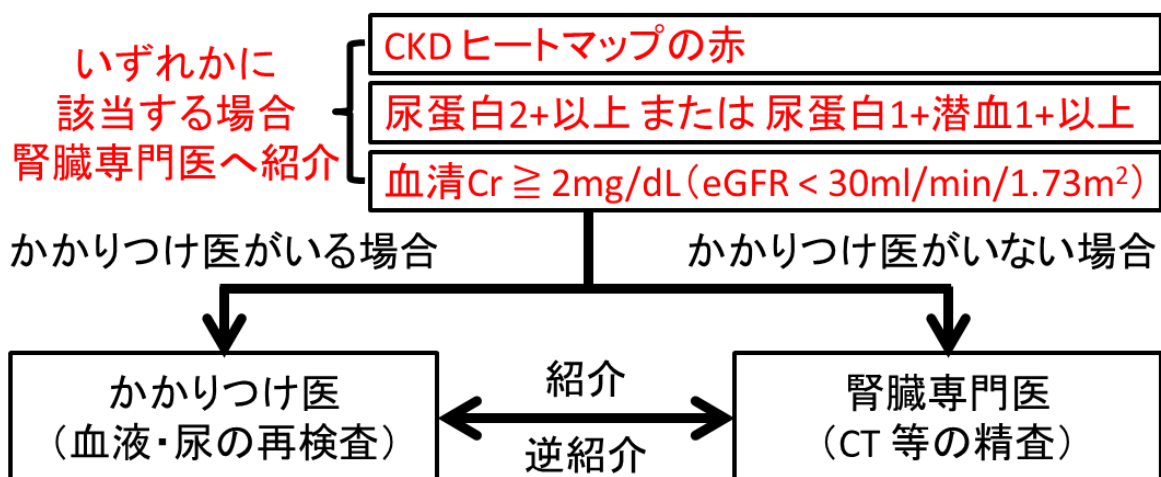 いずれかに
該当する場合
腎臓専門医へ紹介
CKDヒートマップの赤
尿蛋白2+以上 または 尿蛋白1+潜血1+以上
血清Cr ≧ 2mg/dL(eGFR < 30ml/min/1.73m²)
かかりつけ医がいる場合
かかりつけ医がいない場合
かかりつけ医
(血液・尿の再検査)
紹介
逆紹介
腎臓専門医
(CT 等の精査)